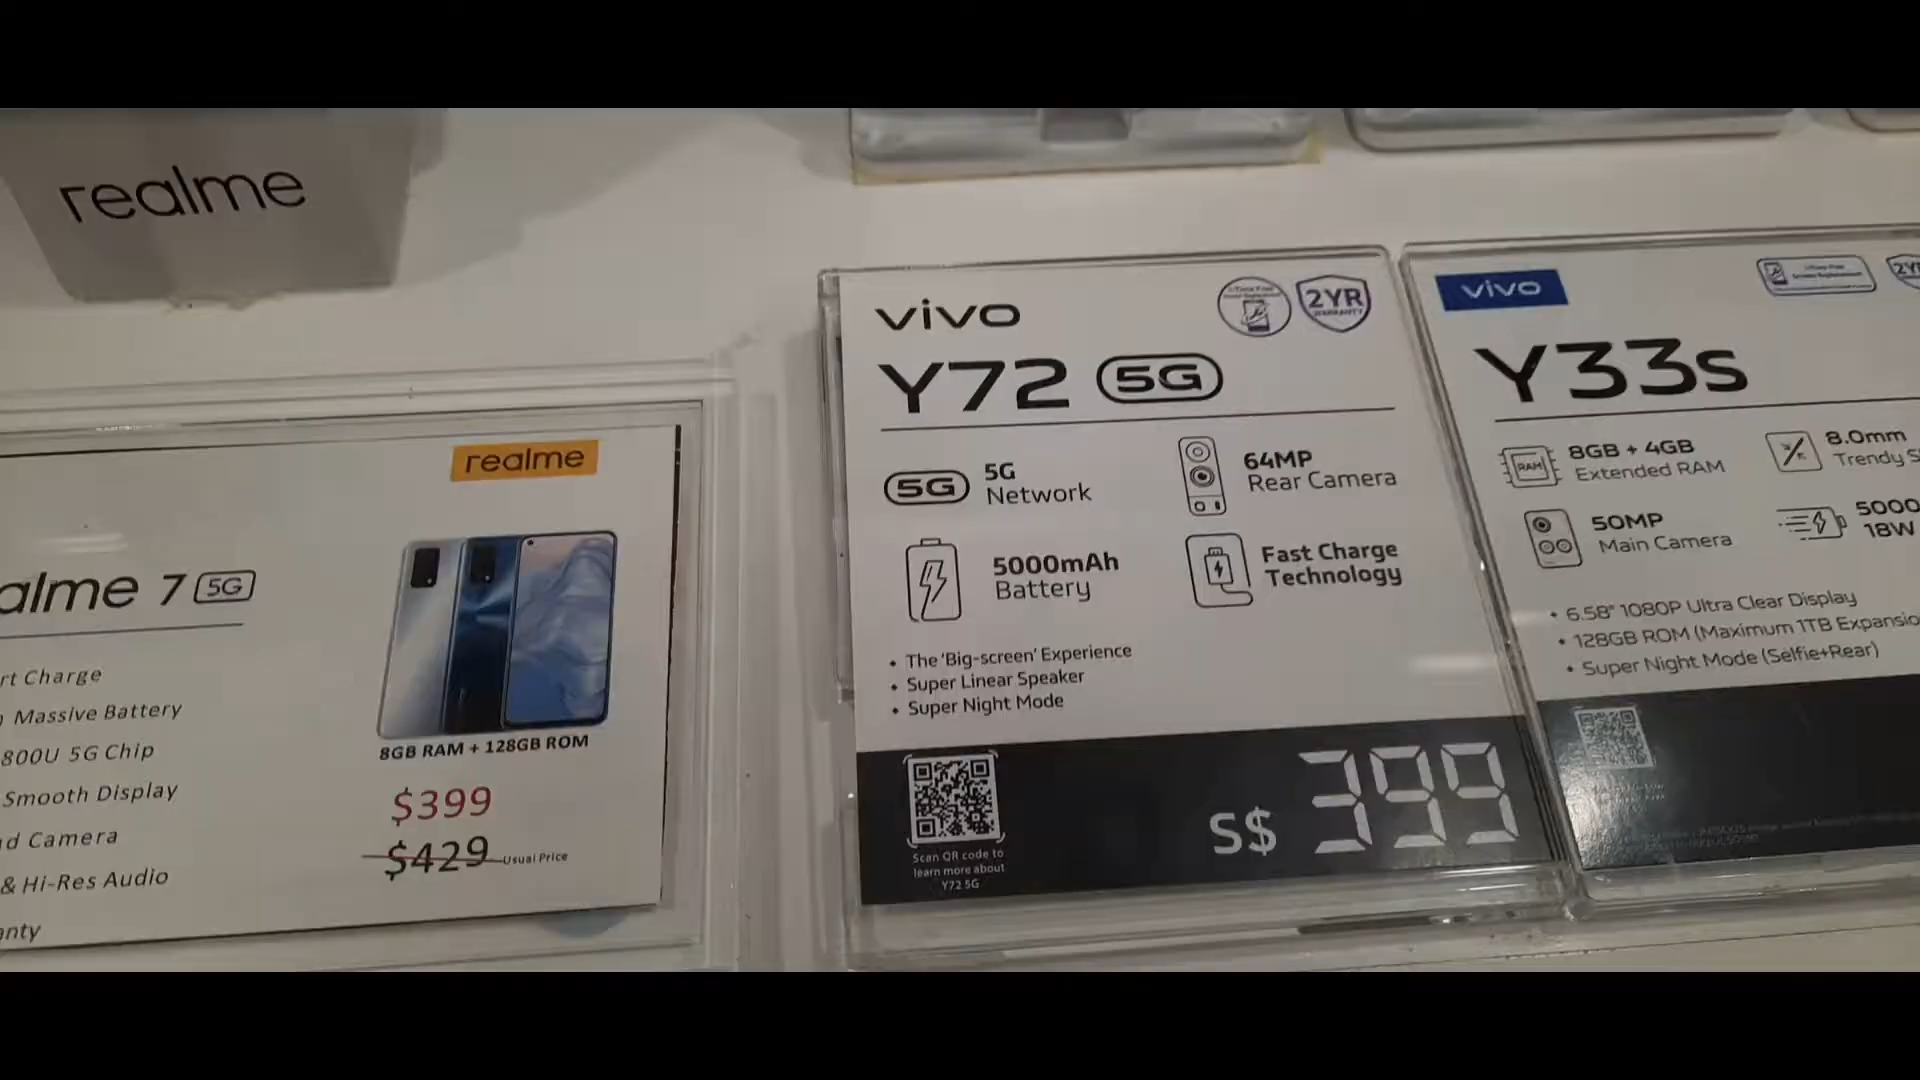 realme
realme
alme 7 5G
rt Charge
Massive Battery
800U 5G Chip
Smooth Display
d Camera
& Hi-Res Audio
anty
8GB RAM + 128GB ROM
$399
$429 Usual Price
vivo
2YR
WARRANTY
Y72 5G
5G
5G
Network
64MP
Rear Camera
5000mAh
Battery
Fast Charge
Technology
• The 'Big-screen' Experience
• Super Linear Speaker
• Super Night Mode
Scan QR code to
learn more about
Y72 5G
S$ 399
vivo
Y33s
RAM
8GB + 4GB
Extended RAM
8.0mm
Trendy S
50MP
Main Camera
5000
18W
• 6.58" 1080P Ultra Clear Display
• 128GB ROM (Maximum 1TB Expansio
• Super Night Mode (Selfie+Rear)